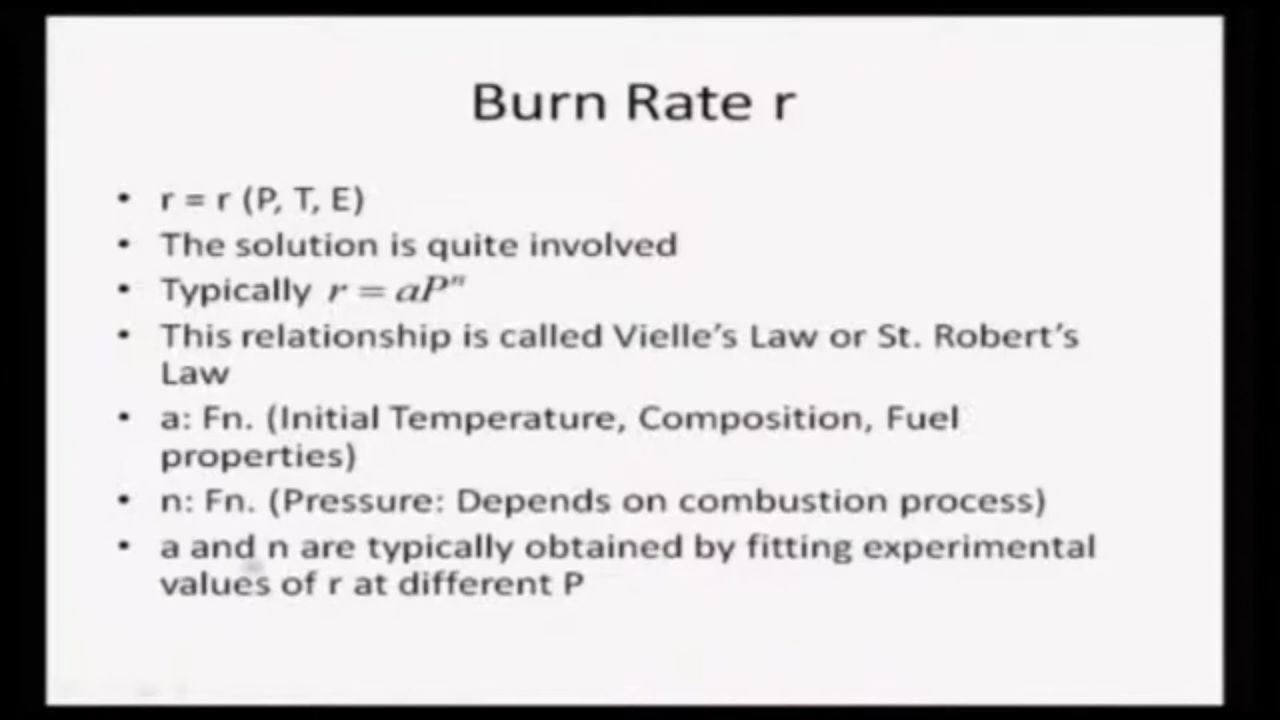 Burn Rate r
• r = r (P, T, E)
• The solution is quite involved
• Typically r = aPⁿ
• This relationship is called Vielle's Law or St. Robert's
Law
• a: Fn. (Initial Temperature, Composition, Fuel
properties)
• n: Fn. (Pressure: Depends on combustion process)
• a and n are typically obtained by fitting experimental
values of r at different P